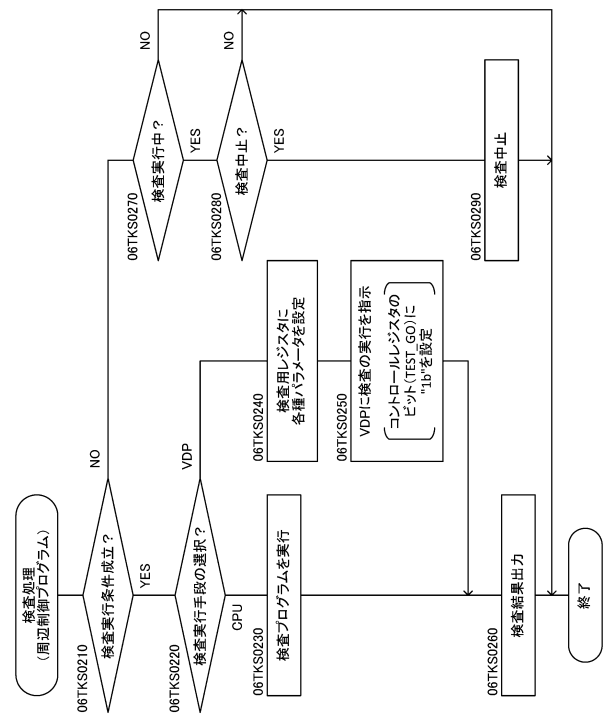 検査処理
(周辺制御プログラム)
06TKS0210
検査実行条件成立？
NO
YES
06TKS0220
検査実行手段の選択？
VDP
CPU
06TKS0230
検査プログラムを実行
06TKS0240
検査用レジスタに
各種パラメータを設定
06TKS0250
VDPに検査の実行を指示
コントロールレジスタの
ビット(TEST_GO)に
"1b"を設定
06TKS0260
検査結果出力
06TKS0270
検査実行中？
NO
YES
06TKS0280
検査中止？
NO
YES
06TKS0290
検査中止
終了